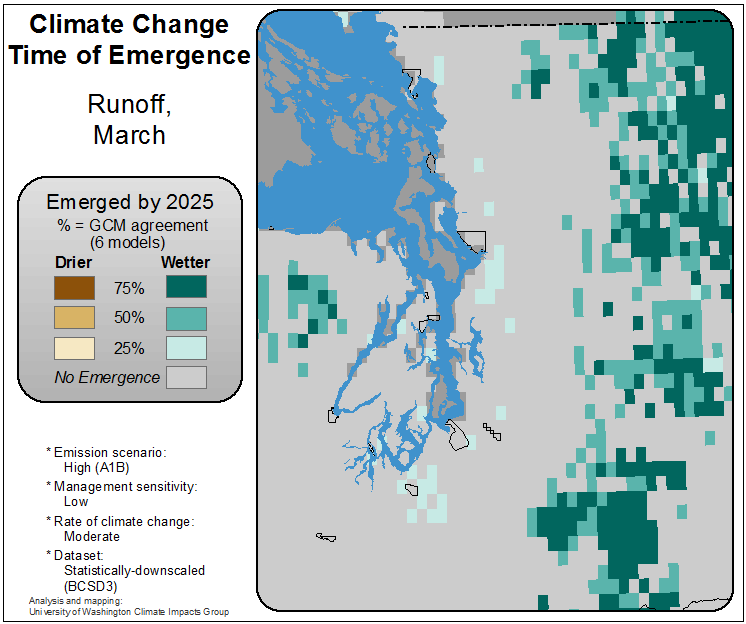 Climate Change
Time of Emergence
Runoff,
March
Emerged by 2025
% = GCM agreement
(6 models)
Drier Wetter
75%
50%
25%
No Emergence
* Emission scenario:
High (A1B)
* Management sensitivity:
Low
* Rate of climate change:
Moderate
* Dataset:
Statistically-downscaled
(BCSD3)
Analysis and mapping:
University of Washington Climate Impacts Group